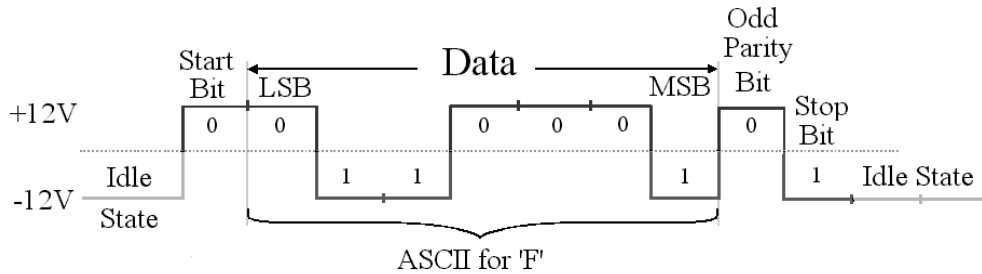 Odd
Parity
Bit
Start
Bit
Data
LSB
MSB
Stop
Bit
+12V
0 0 0 0 0 0
Idle
State
-12V
1 1 1 1
Idle State
ASCII for 'F'